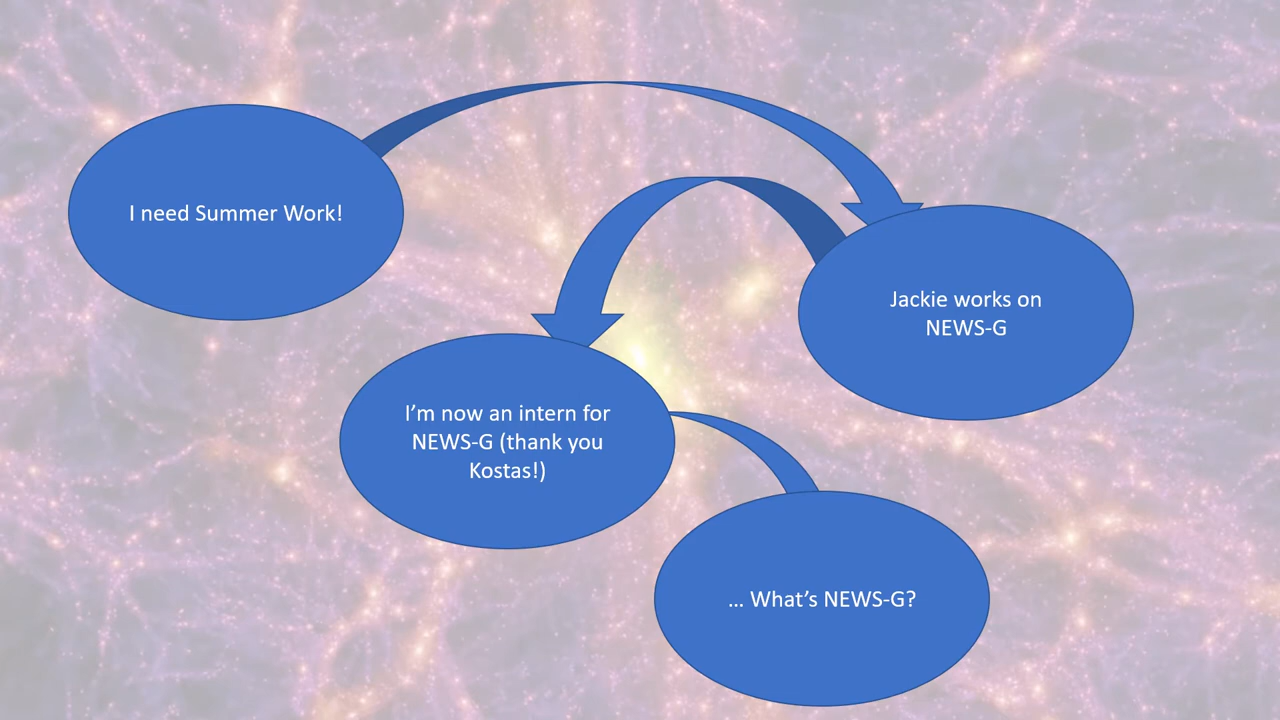 I need Summer Work!
Jackie works on
NEWS-G
I’m now an intern for
NEWS-G (thank you
Kostas!)
... What’s NEWS-G?